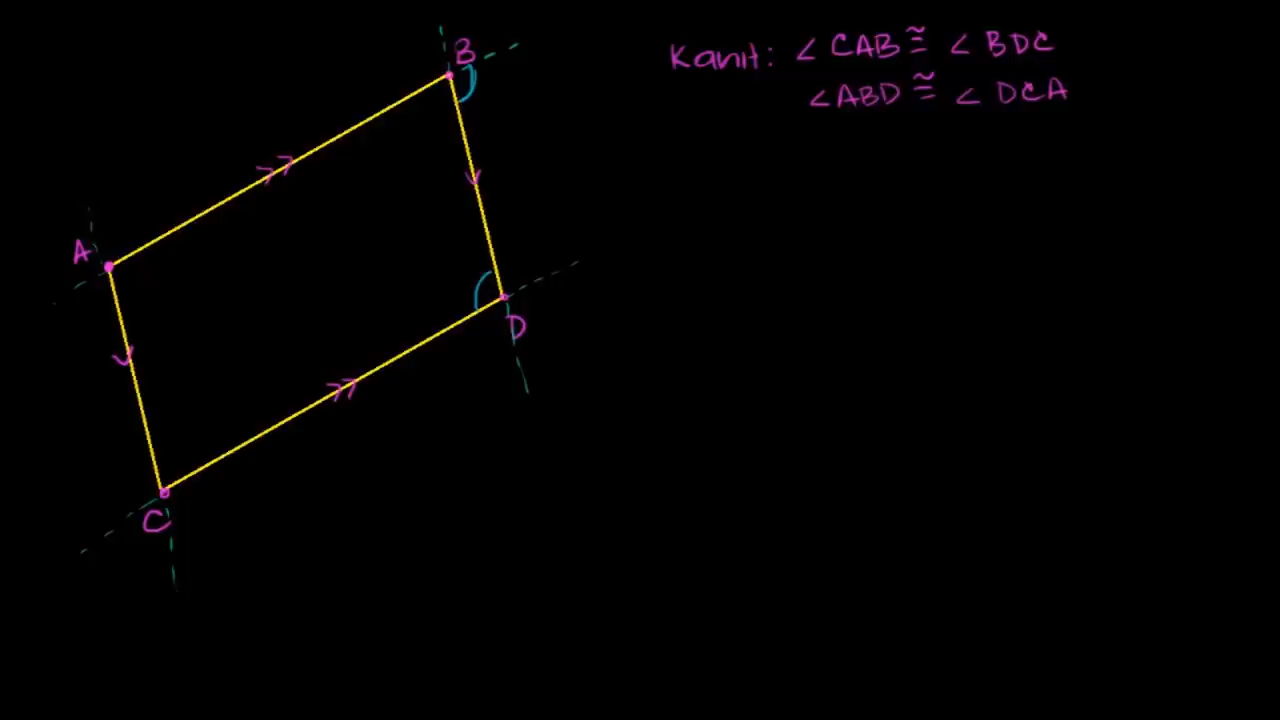 Kanıt: ∠ CAB ≅ ∠ BDC
∠ABD ≅ ∠ DCA
B
A
D
C